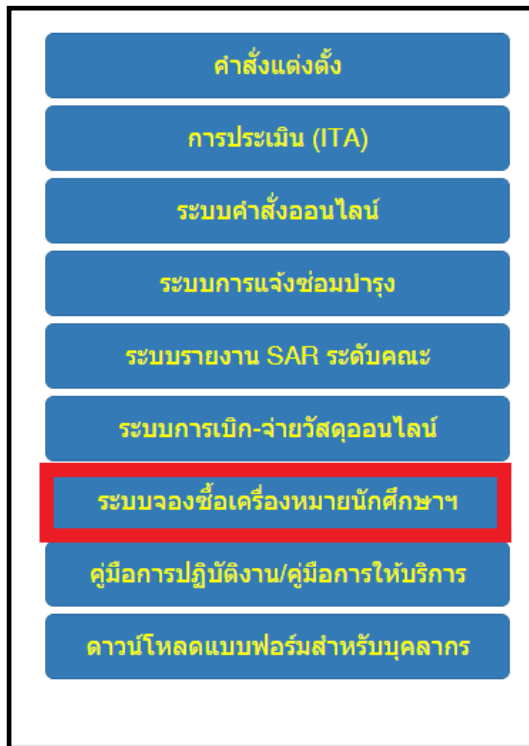 คำสั่งแต่งตั้ง
การประเมิน (ITA)
ระบบคำสั่งออนไลน์
ระบบการแจ้งซ่อมบำรุง
ระบบรายงาน SAR ระดับคณะ
ระบบการเบิก-จ่ายวัสดุออนไลน์
ระบบจองซื้อเครื่องหมายนักศึกษาฯ
คู่มือการปฏิบัติงาน/คู่มือการให้บริการ
ดาวน์โหลดแบบฟอร์มสำหรับบุคลากร